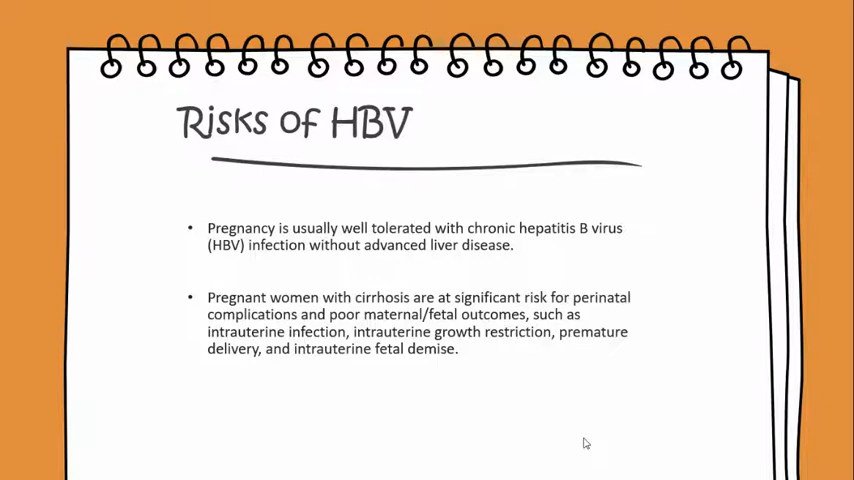 Risks of HBV
• Pregnancy is usually well tolerated with chronic hepatitis B virus
(HBV) infection without advanced liver disease.
• Pregnant women with cirrhosis are at significant risk for perinatal
complications and poor maternal/fetal outcomes, such as
intrauterine infection, intrauterine growth restriction, premature
delivery, and intrauterine fetal demise.